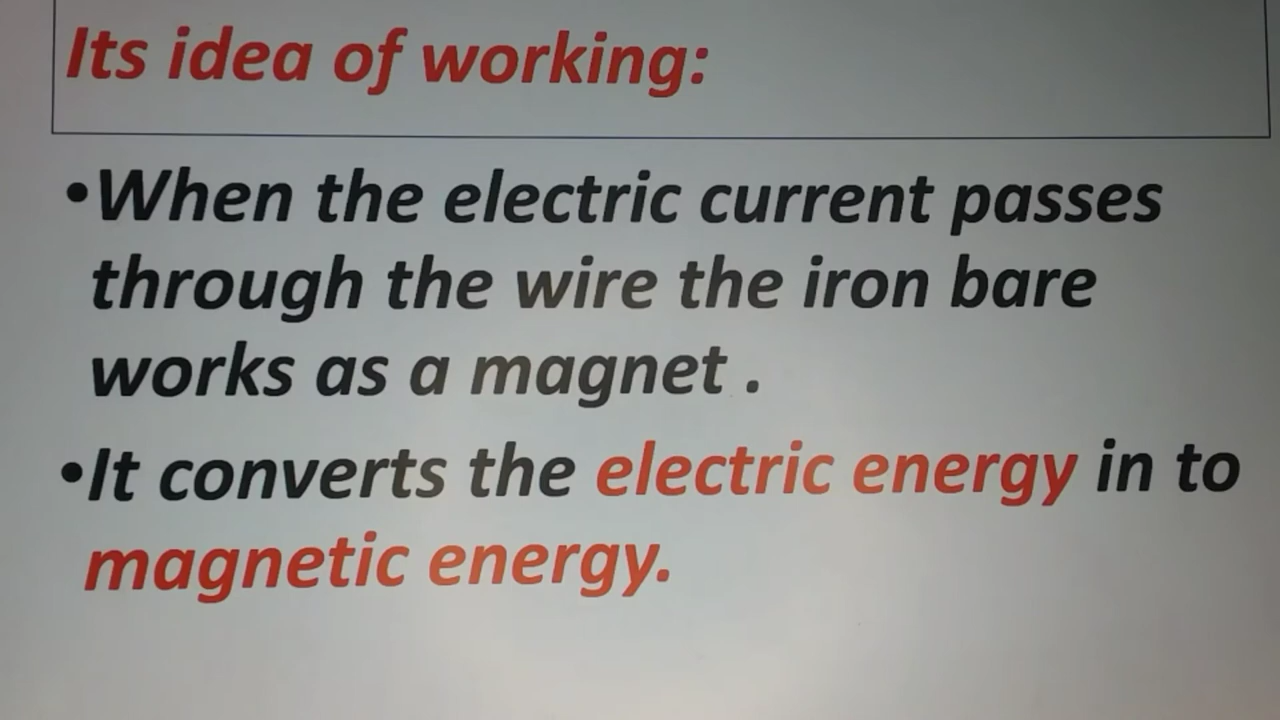 Its idea of working:
•When the electric current passes
through the wire the iron bare
works as a magnet .
•It converts the electric energy in to
magnetic energy.